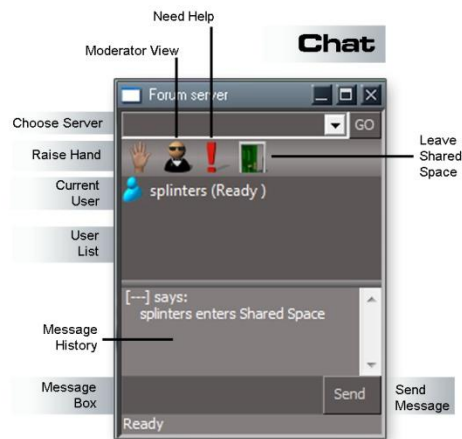 Need Help
Moderator View
Chat
Forum server
Choose Server
GO
Raise Hand
Leave
Shared
Space
Current
User
splinters (Ready )
User
List
[---] says:
splinters enters Shared Space
Message
History
Message
Box
Send
Send
Message
Ready